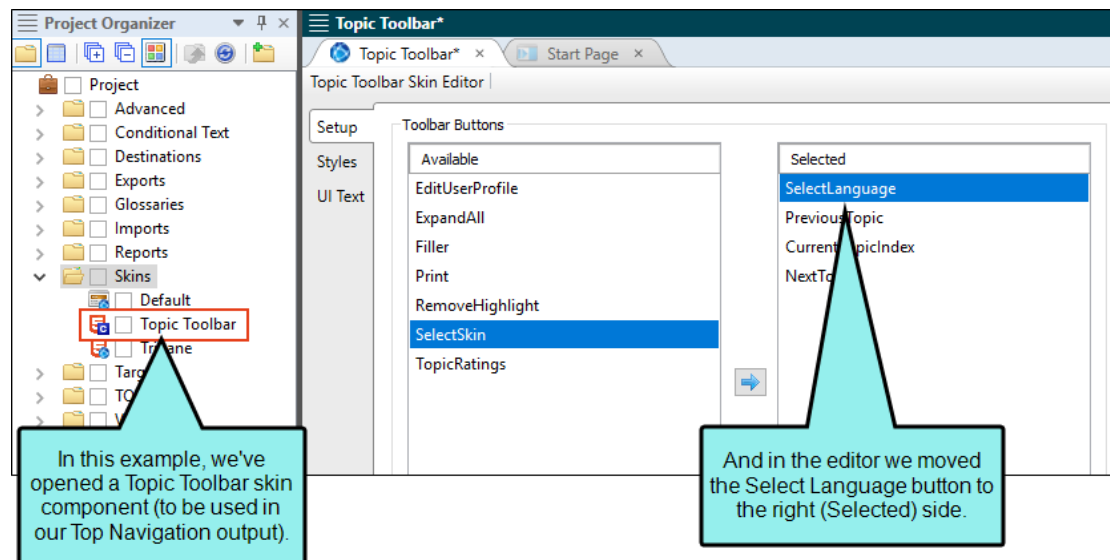 Project Organizer
Topic Toolbar*
Topic Toolbar*
Start Page
Topic Toolbar Skin Editor
Project
Advanced
Conditional Text
Destinations
Exports
Glossaries
Imports
Reports
Skins
Default
Topic Toolbar
Setup
Styles
UI Text
Toolbar Buttons
Available
EditUserProfile
ExpandAll
Filler
Print
RemoveHighlight
SelectSkin
TopicRatings
Selected
SelectLanguage
PreviousTopic
In this example, we've
opened a Topic Toolbar skin
component (to be used in
our Top Navigation output).
And in the editor we moved
the Select Language button to
the right (Selected) side.